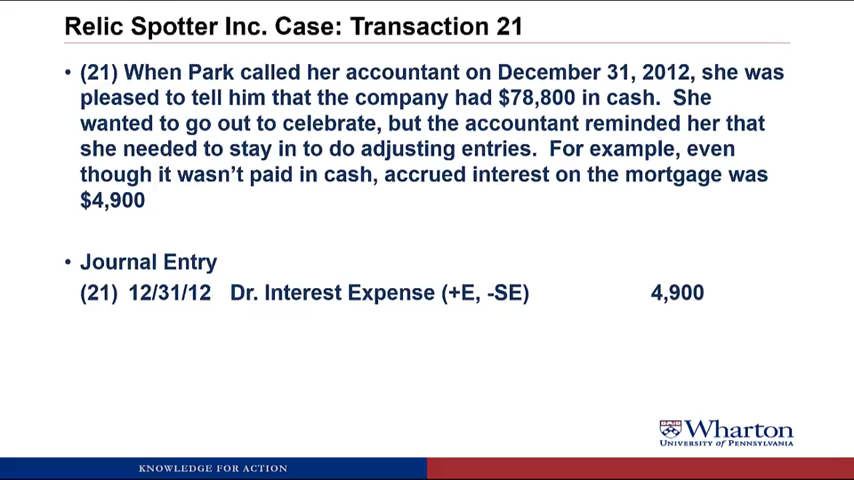 Relic Spotter Inc. Case: Transaction 21
• (21) When Park called her accountant on December 31, 2012, she was
pleased to tell him that the company had $78,800 in cash. She
wanted to go out to celebrate, but the accountant reminded her that
she needed to stay in to do adjusting entries. For example, even
though it wasn't paid in cash, accrued interest on the mortgage was
$4,900
• Journal Entry
(21) 12/31/12 Dr. Interest Expense (+E, -SE) 4,900
Wharton
UNIVERSITY of PENNSYLVANIA
KNOWLEDGE FOR ACTION